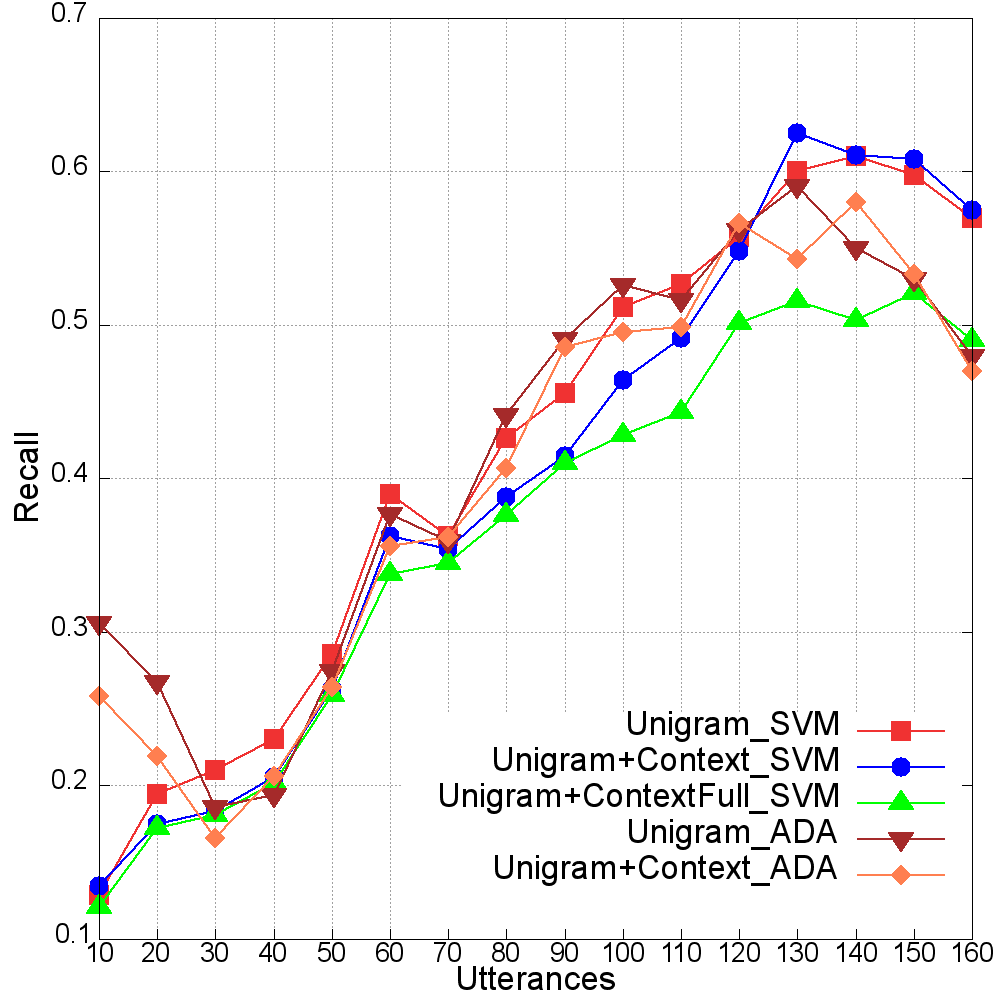 0.7
0.6
0.5
0.4
0.3
0.2
0.1
Recall
Unigram_SVM
Unigram+Context_SVM
Unigram+ContextFull_SVM
Unigram_ADA
Unigram+Context_ADA
10 20 30 40 50 60 70 80 90 100 110 120 130 140 150 160
Utterances